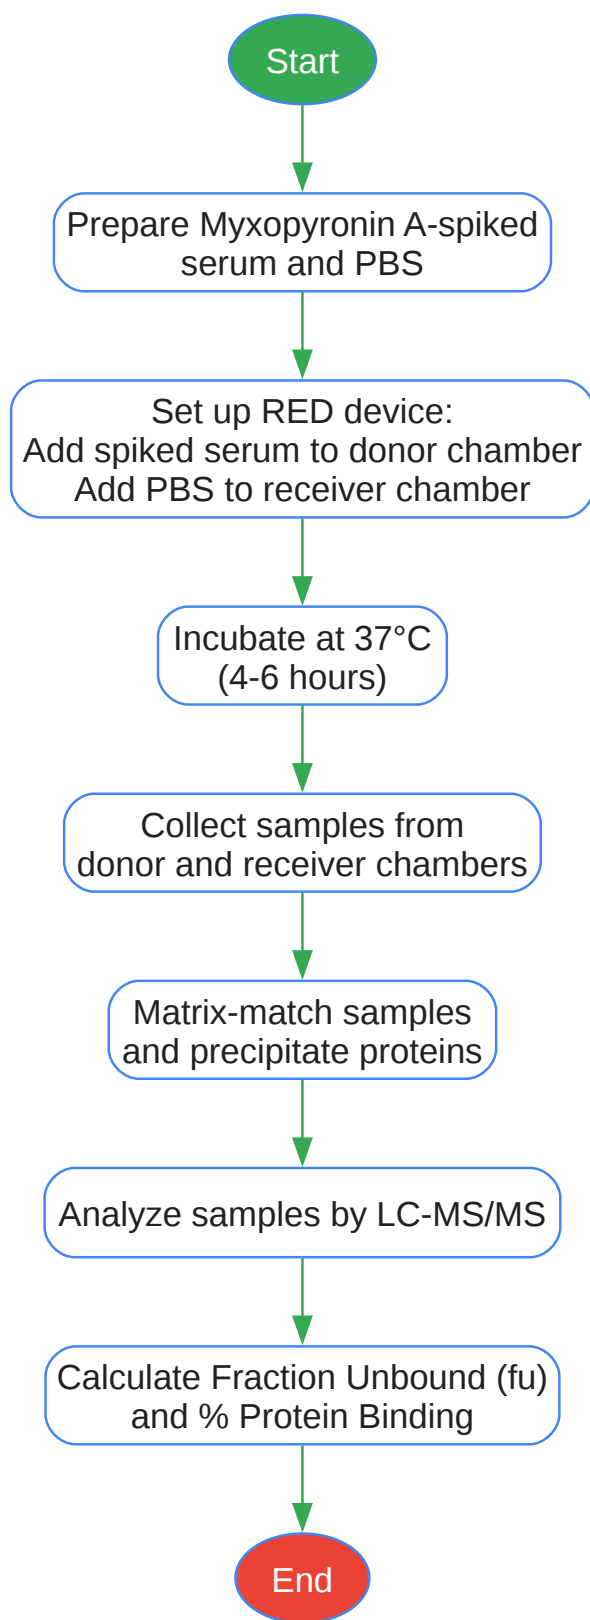 Start
Prepare Myxopyronin A-spiked
serum and PBS
Set up RED device:
Add spiked serum to donor chamber
Add PBS to receiver chamber
Incubate at 37°C
(4-6 hours)
Collect samples from
donor and receiver chambers
Matrix-match samples
and precipitate proteins
Analyze samples by LC-MS/MS
Calculate Fraction Unbound (fu)
and % Protein Binding
End